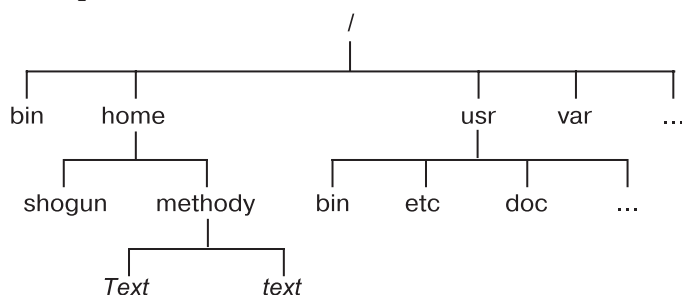 /
bin home usr var ...
shogun methody bin etc doc ...
Text text